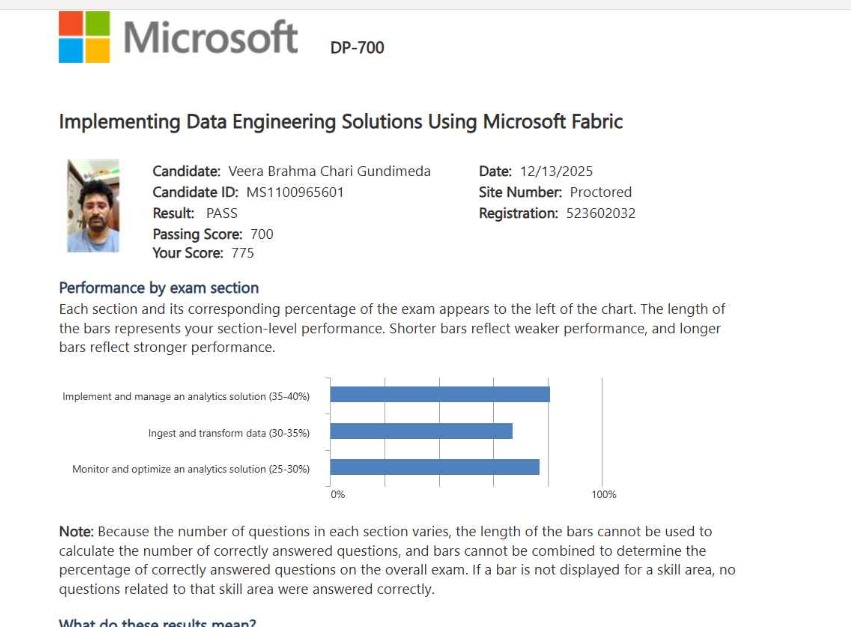 Microsoft DP-700
Implementing Data Engineering Solutions Using Microsoft Fabric
Candidate: Veera Brahma Chari Gundimeda
Candidate ID: MS1100965601
Result: PASS
Passing Score: 700
Your Score: 775
Date: 12/13/2025
Site Number: Proctored
Registration: 523602032
Performance by exam section
Each section and its corresponding percentage of the exam appears to the left of the chart. The length of
the bars represents your section-level performance. Shorter bars reflect weaker performance, and longer
bars reflect stronger performance.
Implement and manage an analytics solution (35-40%)
Ingest and transform data (30-35%)
Monitor and optimize an analytics solution (25-30%)
0% 100%
Note: Because the number of questions in each section varies, the length of the bars cannot be used to
calculate the number of correctly answered questions, and bars cannot be combined to determine the
percentage of correctly answered questions on the overall exam. If a bar is not displayed for a skill area, no
questions related to that skill area were answered correctly.
What do these results mean?